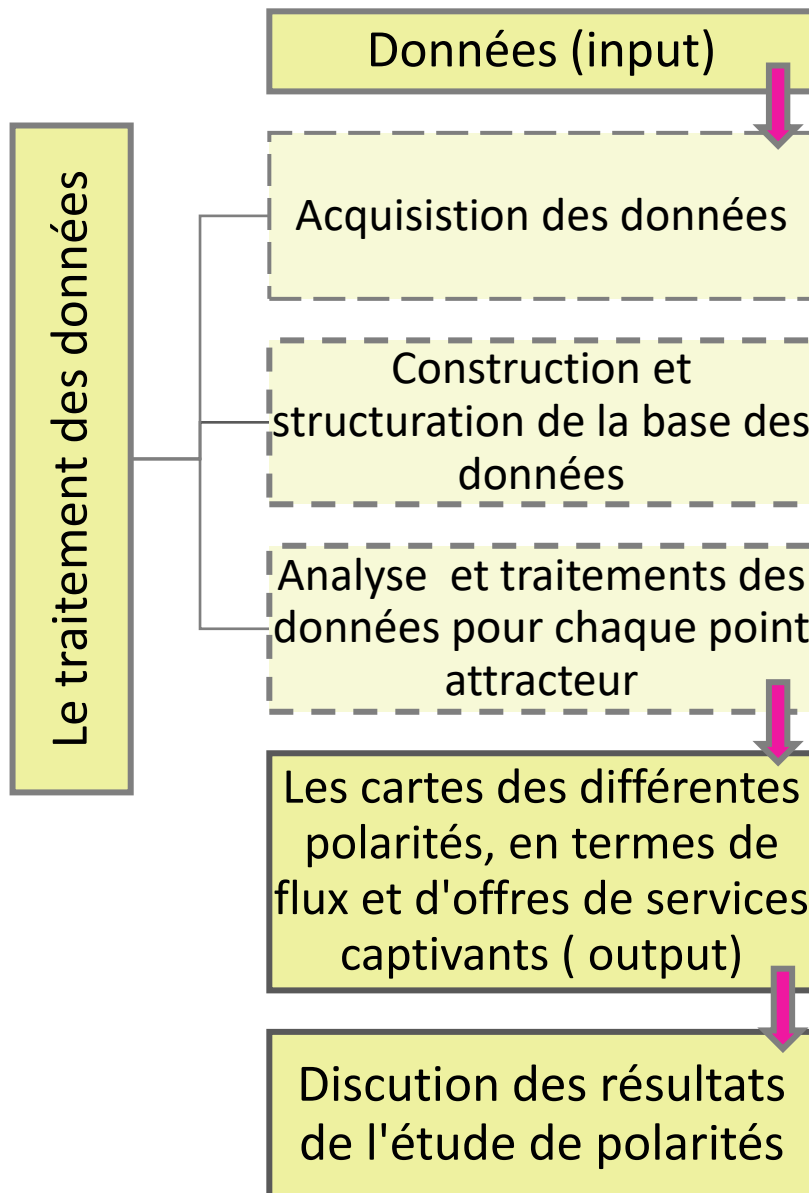 Données (input)
Le traitement des données
Acquisistion des données
Construction et
structuration de la base des
données
Analyse  et traitements des
données pour chaque point
attracteur
Les cartes des différentes
polarités, en termes de
flux et d'offres de services
captivants ( output)
Discution des résultats
de l'étude de polarités